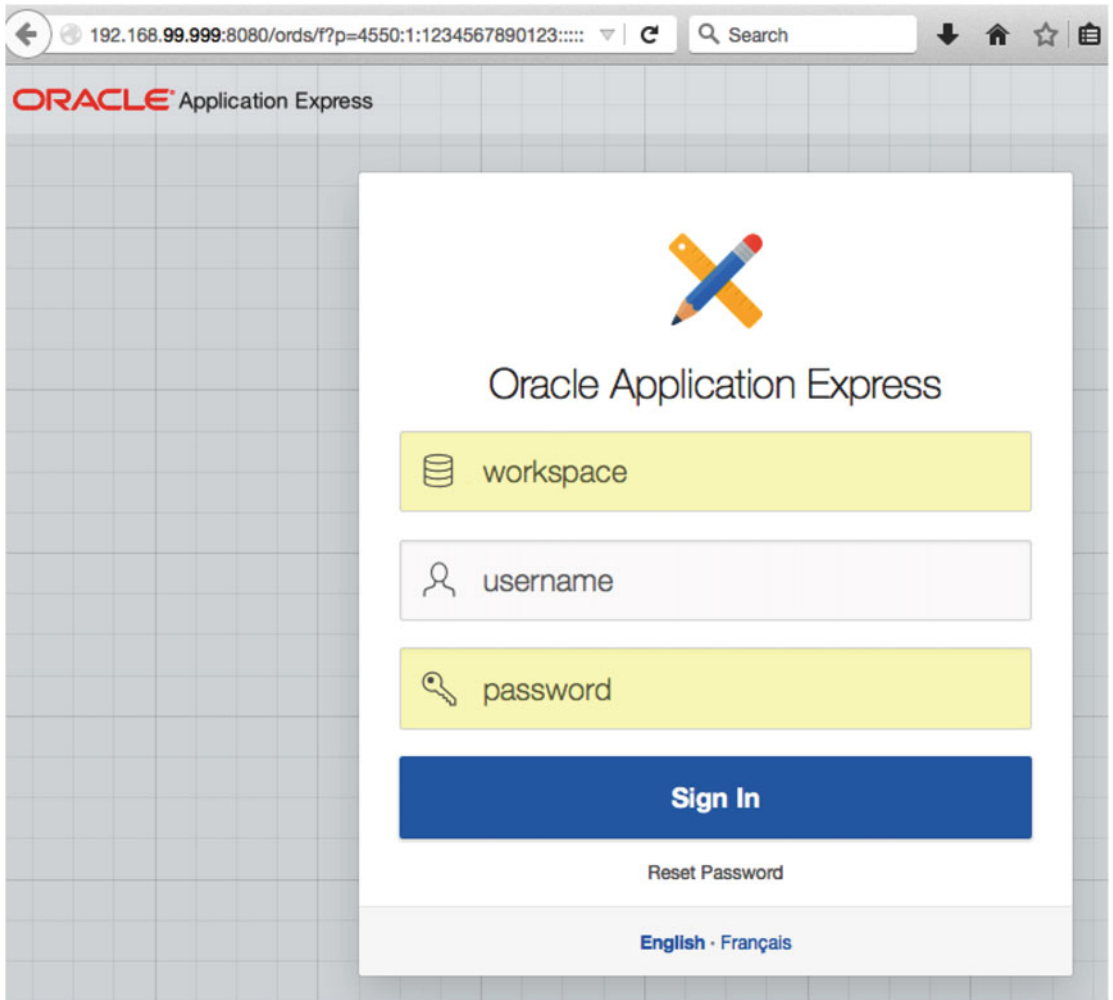 192.168.99.999:8080/ords/f?p=4550:1:1234567890123:::::
Search
ORACLE® Application Express
Oracle Application Express
workspace
username
password
Sign In
Reset Password
English · Français